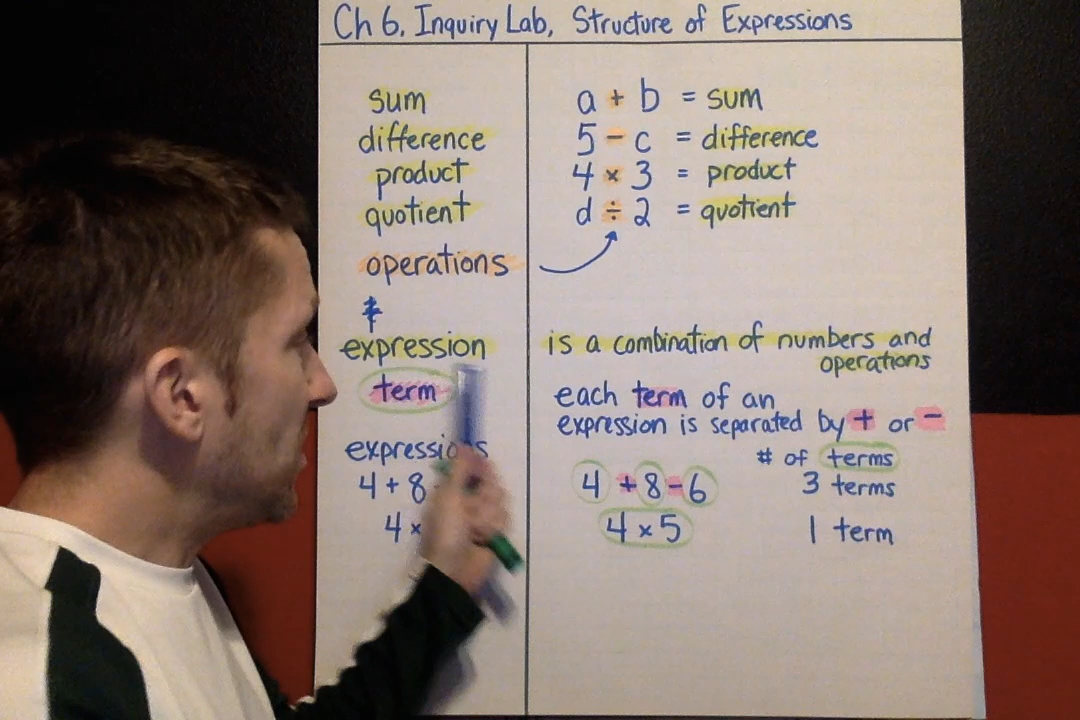 Ch 6, Inquiry Lab, Structure of Expressions
sum a + b = sum
difference 5 - c = difference
product 4 × 3 = product
quotient d ÷ 2 = quotient
operations
expression is a combination of numbers and
operations
term each term of an
expression is separated by + or -
expressions # of terms
4 + 8 4 + 8 - 6 3 terms
4 × 4 × 5 1 term